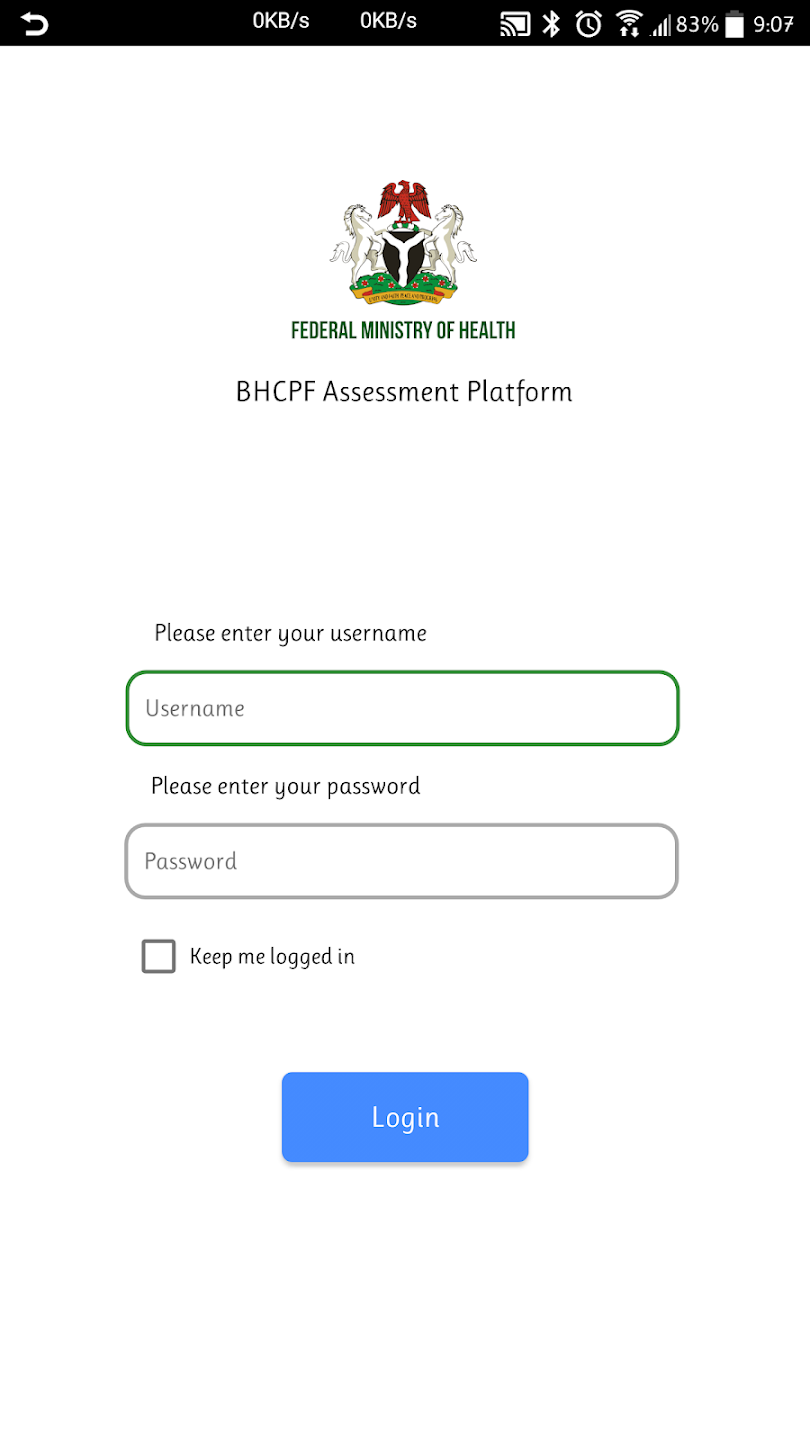 0KB/s 0KB/s 83% 9:07
FEDERAL MINISTRY OF HEALTH
BHCPF Assessment Platform
Please enter your username
Username
Please enter your password
Password
Keep me logged in
Login